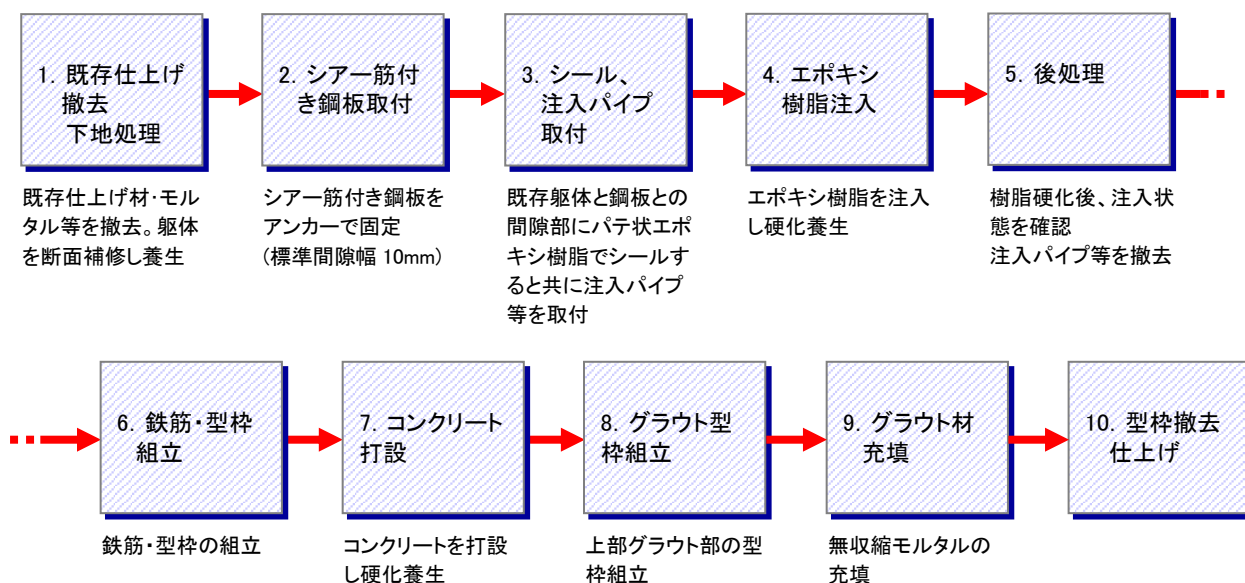 1. 既存仕上げ
撤去
下地処理
既存仕上げ材・モル
タル等を撤去。躯体
を断面補修し養生
2. シアー筋付
き鋼板取付
シアー筋付き鋼板を
アンカーで固定
(標準間隙幅 10mm)
3. シール、
注入パイプ
取付
既存躯体と鋼板との
間隙部にパテ状エポ
キシ樹脂でシールす
ると共に注入パイプ
等を取付
4. エポキシ
樹脂注入
エポキシ樹脂を注入
し硬化養生
5. 後処理
樹脂硬化後、注入状
態を確認
注入パイプ等を撤去
6. 鉄筋・型枠
組立
鉄筋・型枠の組立
7. コンクリート
打設
コンクリートを打設
し硬化養生
8. グラウト型
枠組立
上部グラウト部の型
枠組立
9. グラウト材
充填
無収縮モルタルの
充填
10. 型枠撤去
仕上げ